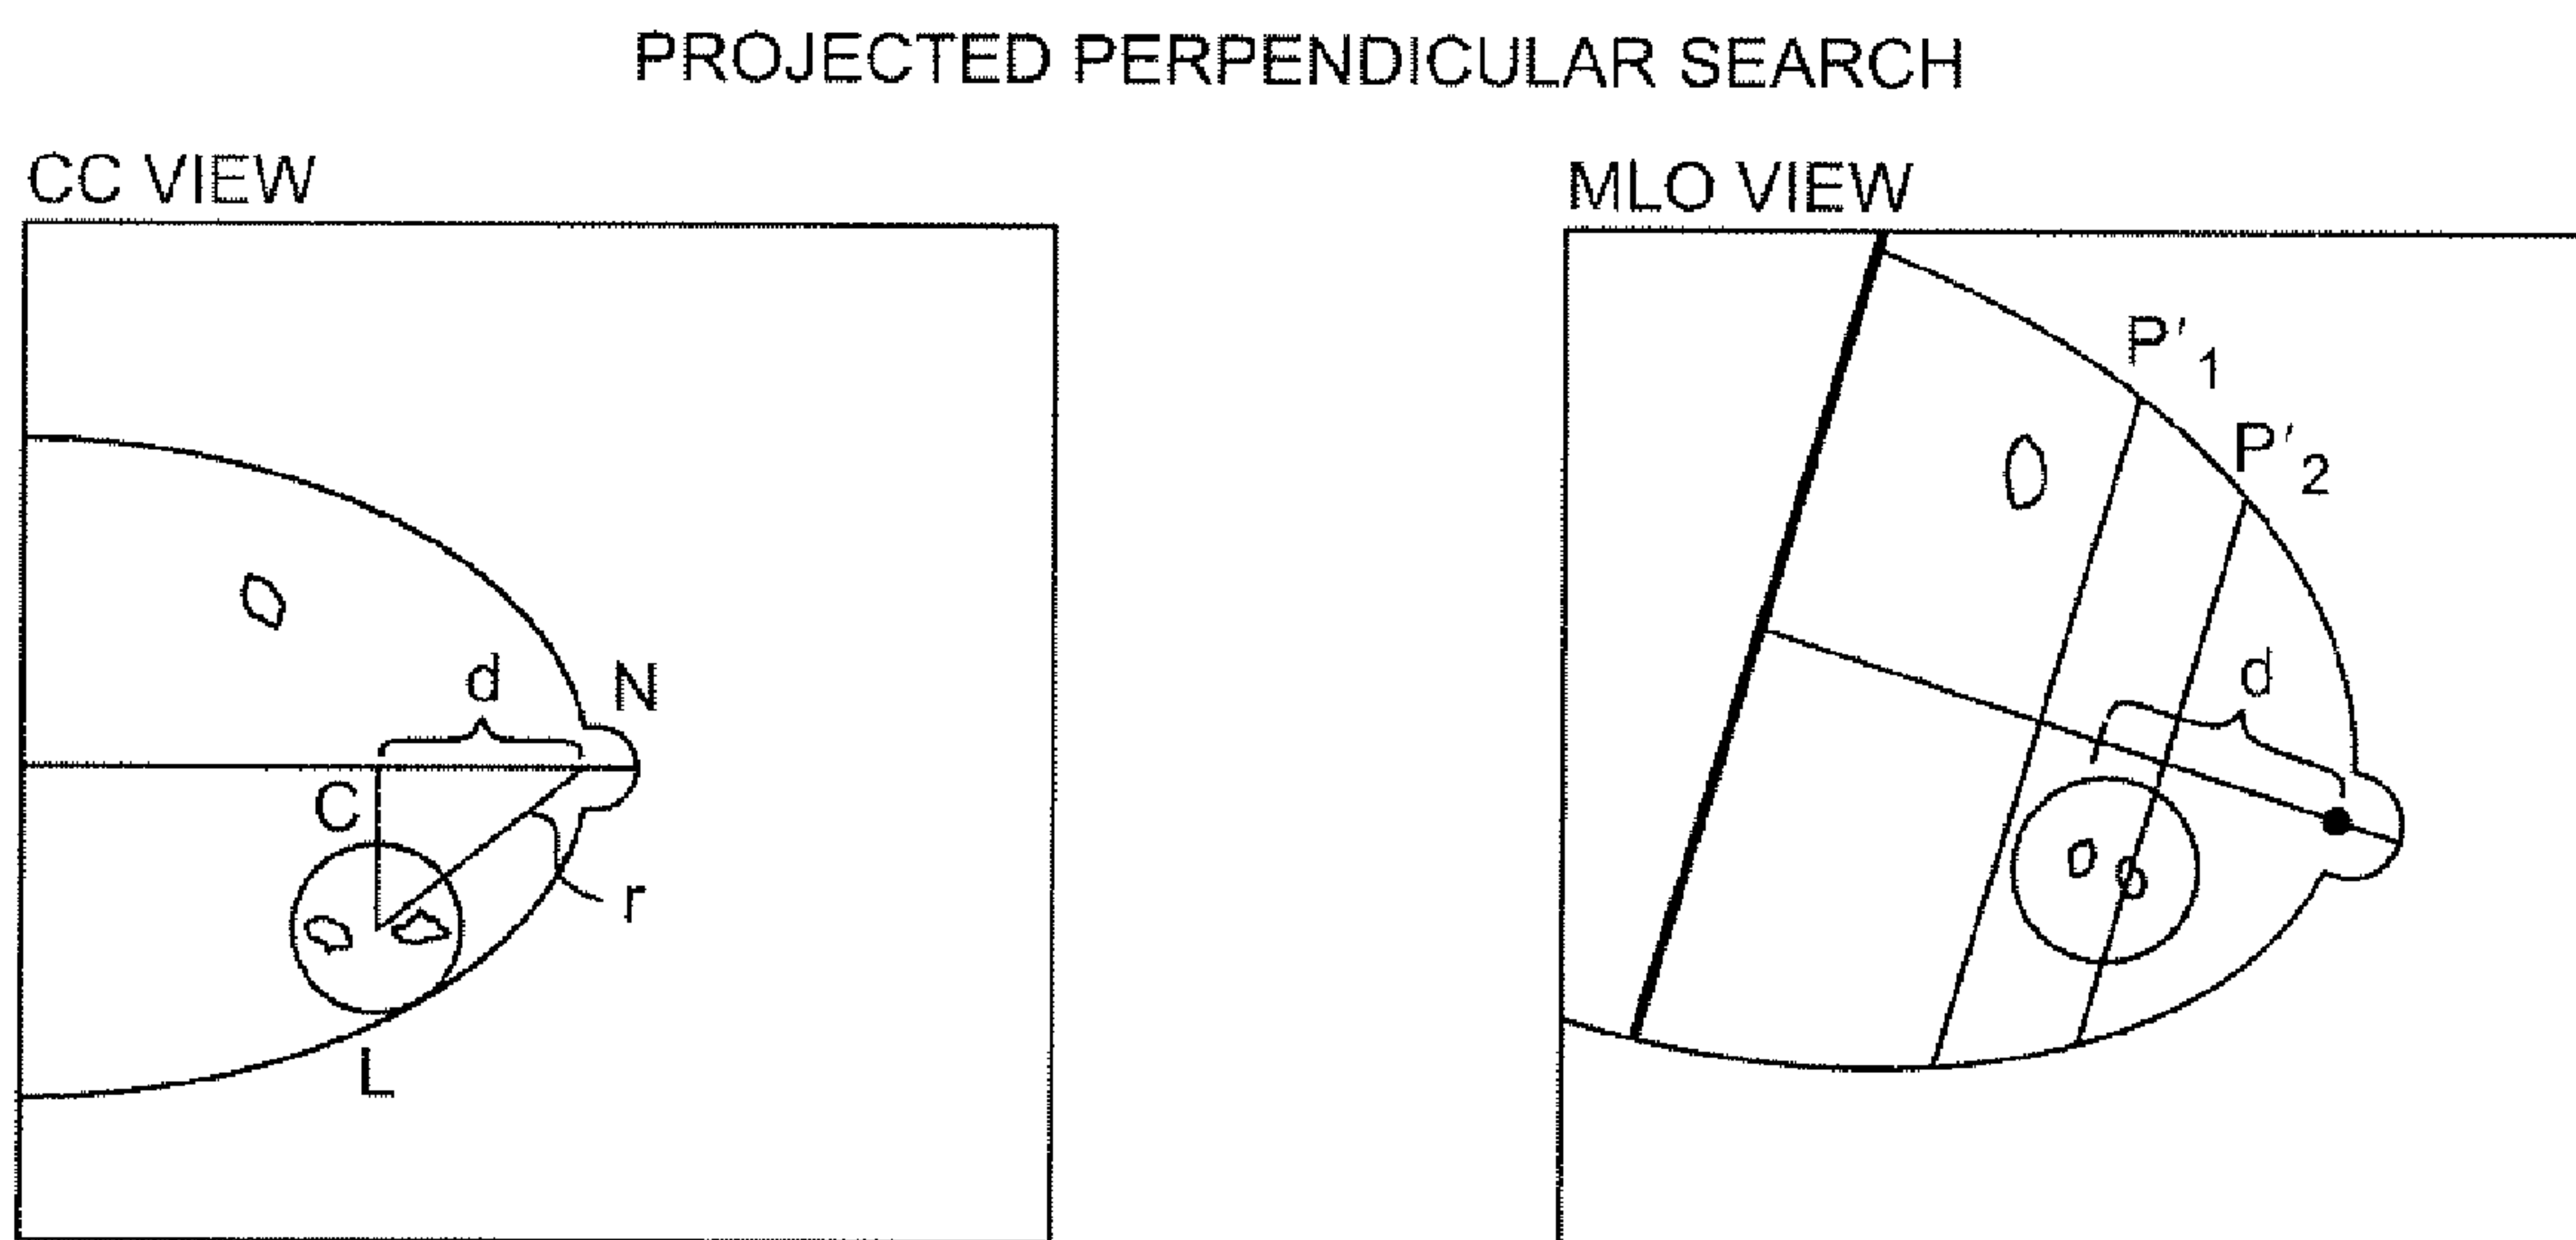 PROJECTED PERPENDICULAR SEARCH
CC VIEW
d
N
C
r
L
MLO VIEW
P'1
P'2
d